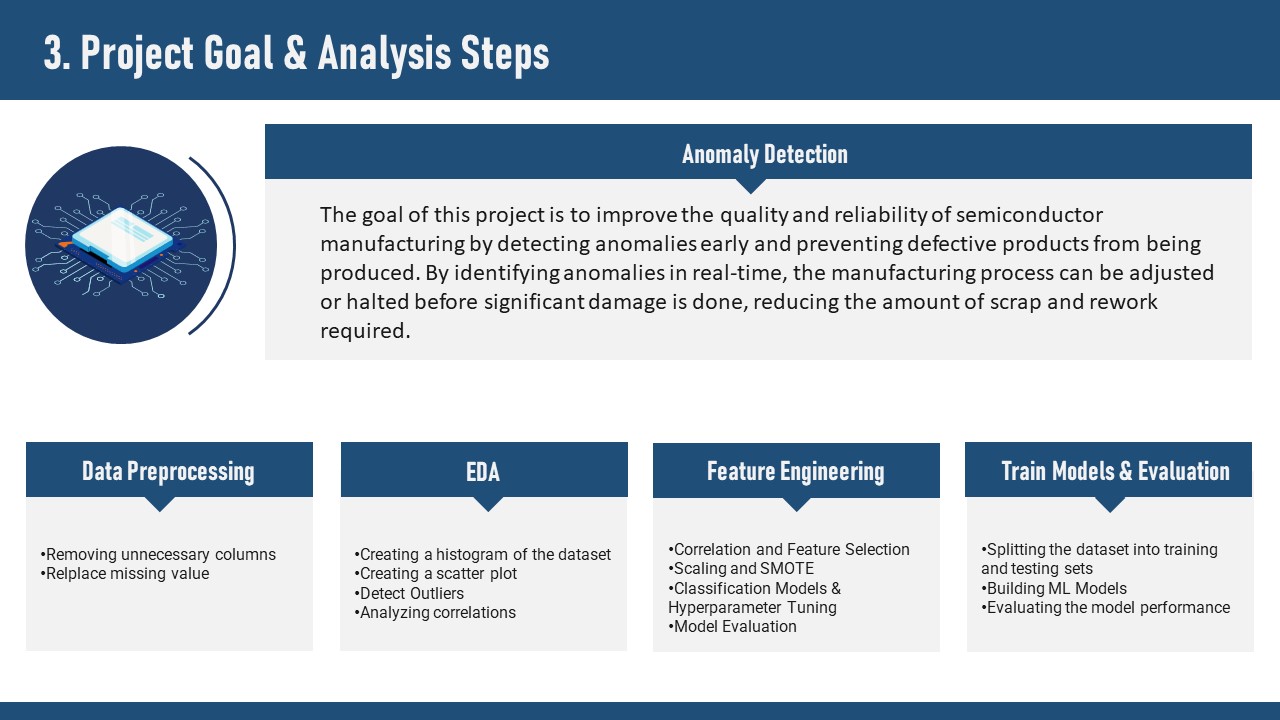 3. Project Goal & Analysis Steps
Anomaly Detection
The goal of this project is to improve the quality and reliability of semiconductor
manufacturing by detecting anomalies early and preventing defective products from being
produced. By identifying anomalies in real-time, the manufacturing process can be adjusted
or halted before significant damage is done, reducing the amount of scrap and rework
required.
Data Preprocessing
•Removing unnecessary columns
•Relplace missing value
EDA
•Creating a histogram of the dataset
•Creating a scatter plot
•Detect Outliers
•Analyzing correlations
Feature Engineering
•Correlation and Feature Selection
•Scaling and SMOTE
•Classification Models &
Hyperparameter Tuning
•Model Evaluation
Train Models & Evaluation
•Splitting the dataset into training
and testing sets
•Building ML Models
•Evaluating the model performance